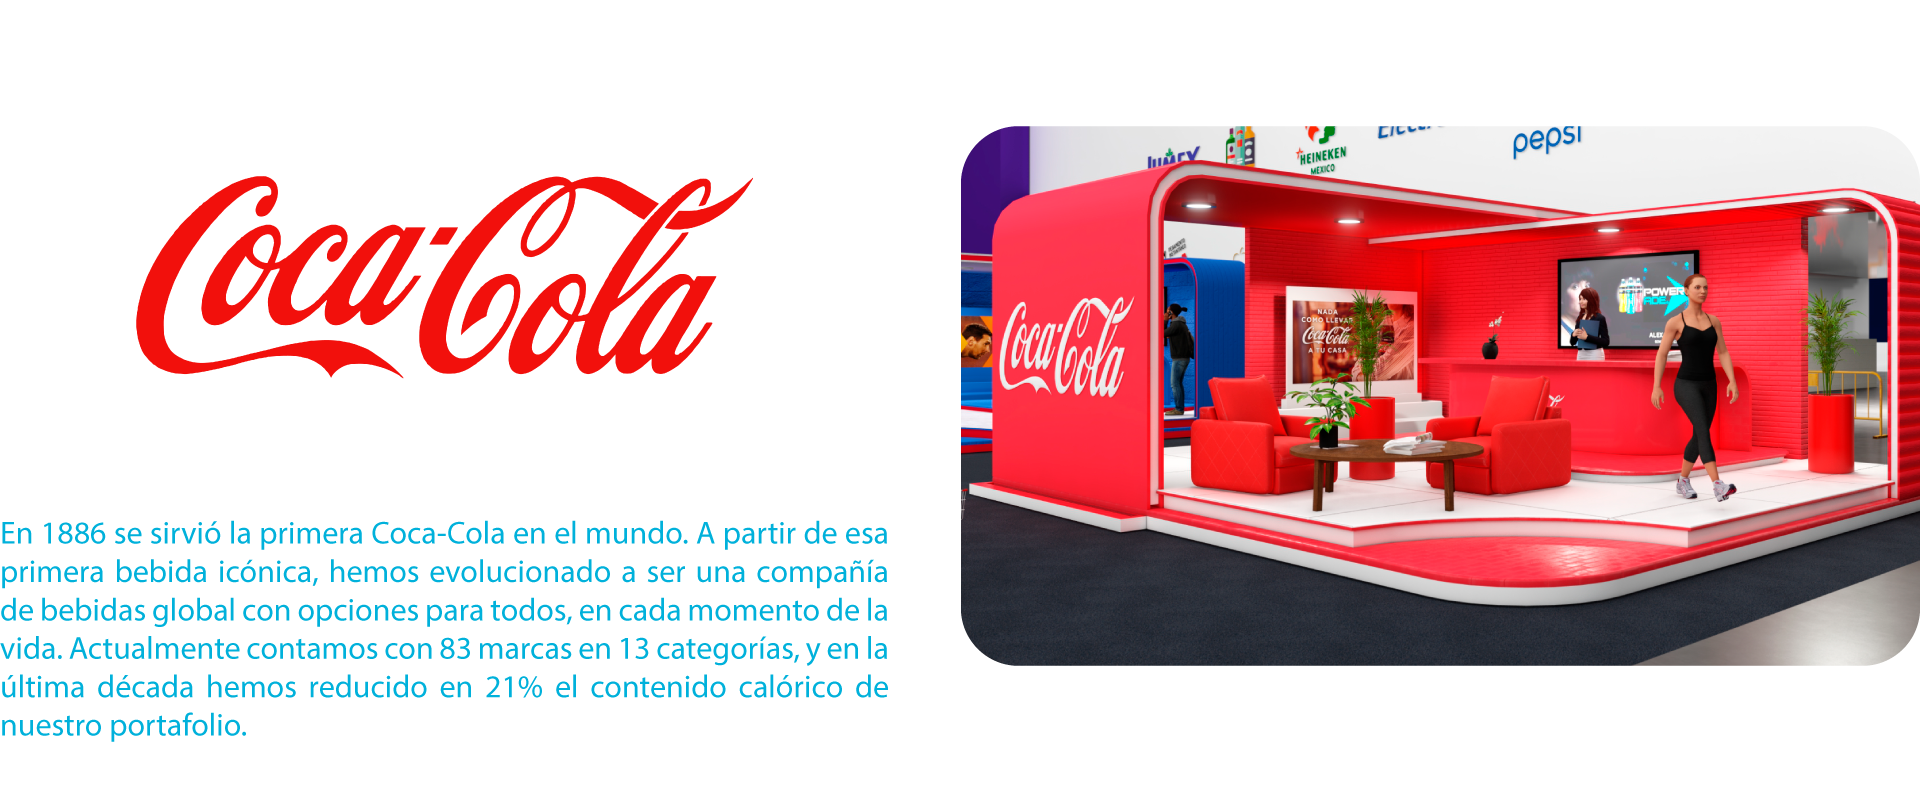 Coca-Cola
En 1886 se sirvió la primera Coca-Cola en el mundo. A partir de esa
primera bebida icónica, hemos evolucionado a ser una compañía
de bebidas global con opciones para todos, en cada momento de la
vida. Actualmente contamos con 83 marcas en 13 categorías, y en la
última década hemos reducido en 21% el contenido calórico de
nuestro portafolio.
JUMEX
HEINEKEN
MÉXICO
pepsi
Coca-Cola
NADA
COMO LLEVAR
Coca-Cola
A TU CASA
POWER
ADE